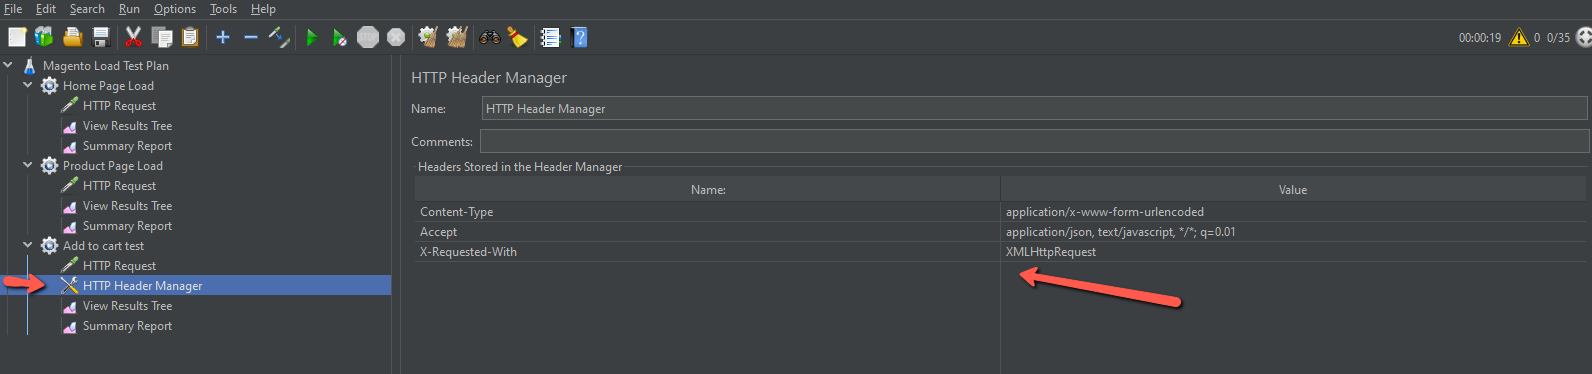 File Edit Search Run Options Tools Help
STOP
00:00:19 0 0/35
Magento Load Test Plan
Home Page Load
HTTP Request
View Results Tree
Summary Report
Product Page Load
HTTP Request
View Results Tree
Summary Report
Add to cart test
HTTP Request
HTTP Header Manager
View Results Tree
Summary Report
HTTP Header Manager
Name: HTTP Header Manager
Comments:
Headers Stored in the Header Manager
Name: Value
Content-Type application/x-www-form-urlencoded
Accept application/json, text/javascript, */*; q=0.01
X-Requested-With XMLHttpRequest